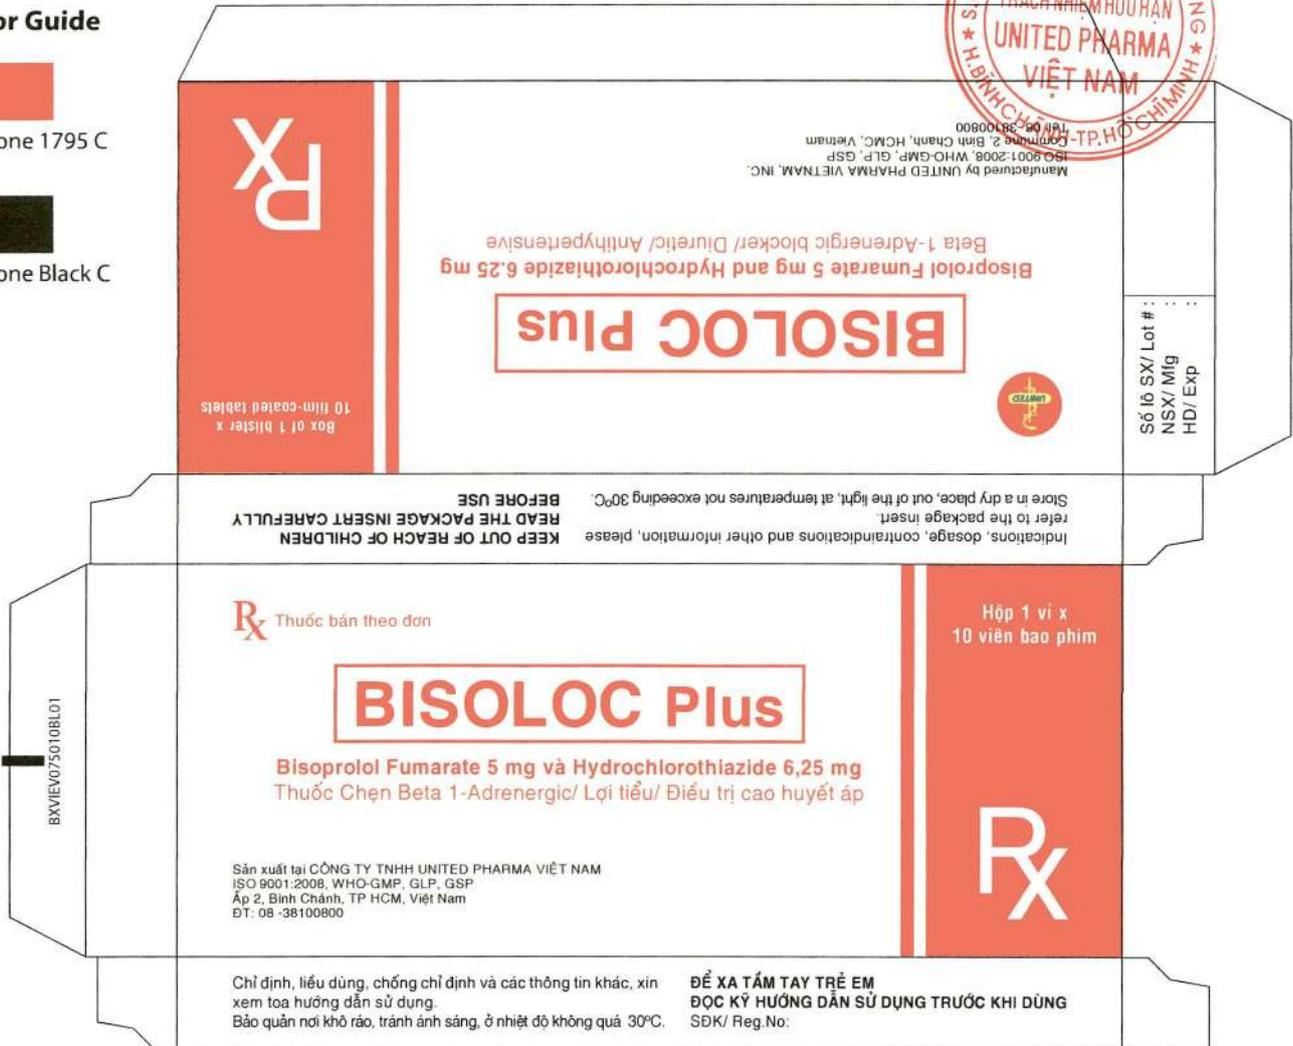 or Guide
one 1795 C
one Black C
TRÁCH NHIỆM HỮU HẠN
UNITED PHARMA
VIỆT NAM
H.BÌNH CHÁNH-TP.HỒ CHÍ MINH
Rx
Box of 1 blister x
10 film-coated tablets
UNITED
BISOLOC Plus
Bisoprolol Fumarate 5 mg and Hydrochlorothiazide 6.25 mg
Beta 1-Adrenergic blocker/ Diuretic/ Antihypertensive
Manufactured by UNITED PHARMA VIETNAM, INC.
ISO 9001:2008, WHO-GMP, GLP, GSP
Commune 2, Binh Chanh, HCMC, Vietnam
Tel: 08 -38100800
Số lô SX/ Lot # :
NSX/ Mfg :
HD/ Exp :
Indications, dosage, contraindications and other information, please
refer to the package insert.
Store in a dry place, out of the light, at temperatures not exceeding 30ºC.
KEEP OUT OF REACH OF CHILDREN
READ THE PACKAGE INSERT CAREFULLY
BEFORE USE
Rx Thuốc bán theo đơn
BISOLOC Plus
Bisoprolol Fumarate 5 mg và Hydrochlorothiazide 6,25 mg
Thuốc Chẹn Beta 1-Adrenergic/ Lợi tiểu/ Điều trị cao huyết áp
Sản xuất tại CÔNG TY TNHH UNITED PHARMA VIỆT NAM
ISO 9001:2008, WHO-GMP, GLP, GSP
Ấp 2, Bình Chánh, TP HCM, Việt Nam
ĐT: 08 -38100800
Hộp 1 vỉ x
10 viên bao phim
Rx
BXVIEV075010BL01
Chỉ định, liều dùng, chống chỉ định và các thông tin khác, xin
xem toa hướng dẫn sử dụng.
Bảo quản nơi khô ráo, tránh ánh sáng, ở nhiệt độ không quá 30ºC.
ĐỂ XA TẦM TAY TRẺ EM
ĐỌC KỸ HƯỚNG DẪN SỬ DỤNG TRƯỚC KHI DÙNG
SĐK/ Reg.No: